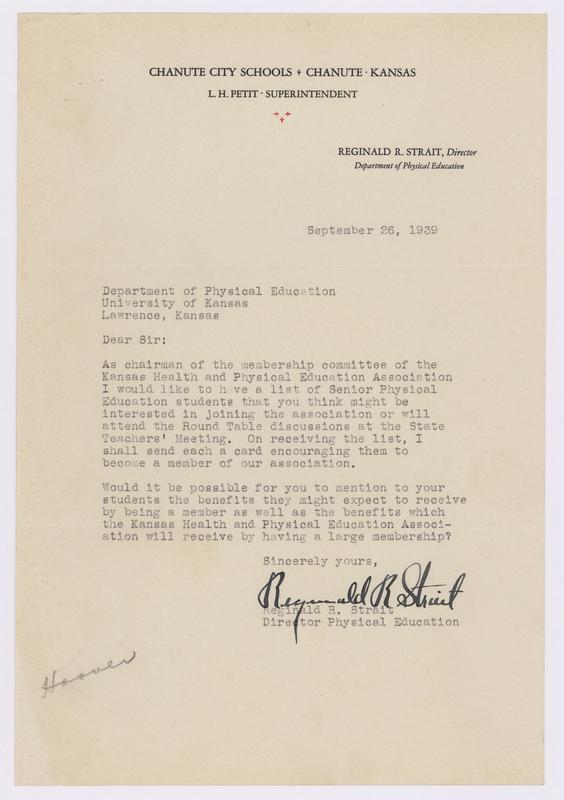 CHANUTE CITY SCHOOLS + CHANUTE · KANSAS
L. H. PETIT · SUPERINTENDENT
REGINALD R. STRAIT, Director
Department of Physical Education
September 26, 1939
Department of Physical Education
University of Kansas
Lawrence, Kansas
Dear Sir:
As chairman of the membership committee of the
Kansas Health and Physical Education Association
I would like to have a list of Senior Physical
Education students that you think might be
interested in joining the association or will
attend the Round Table discussions at the State
Teachers' Meeting. On receiving the list, I
shall send each a card encouraging them to
become a member of our association.
Would it be possible for you to mention to your
students the benefits they might expect to receive
by being a member as well as the benefits which
the Kansas Health and Physical Education Associ-
ation will receive by having a large membership?
Sincerely yours,
Reginald R Strait
Reginald R. Strait
Director Physical Education
Hoover